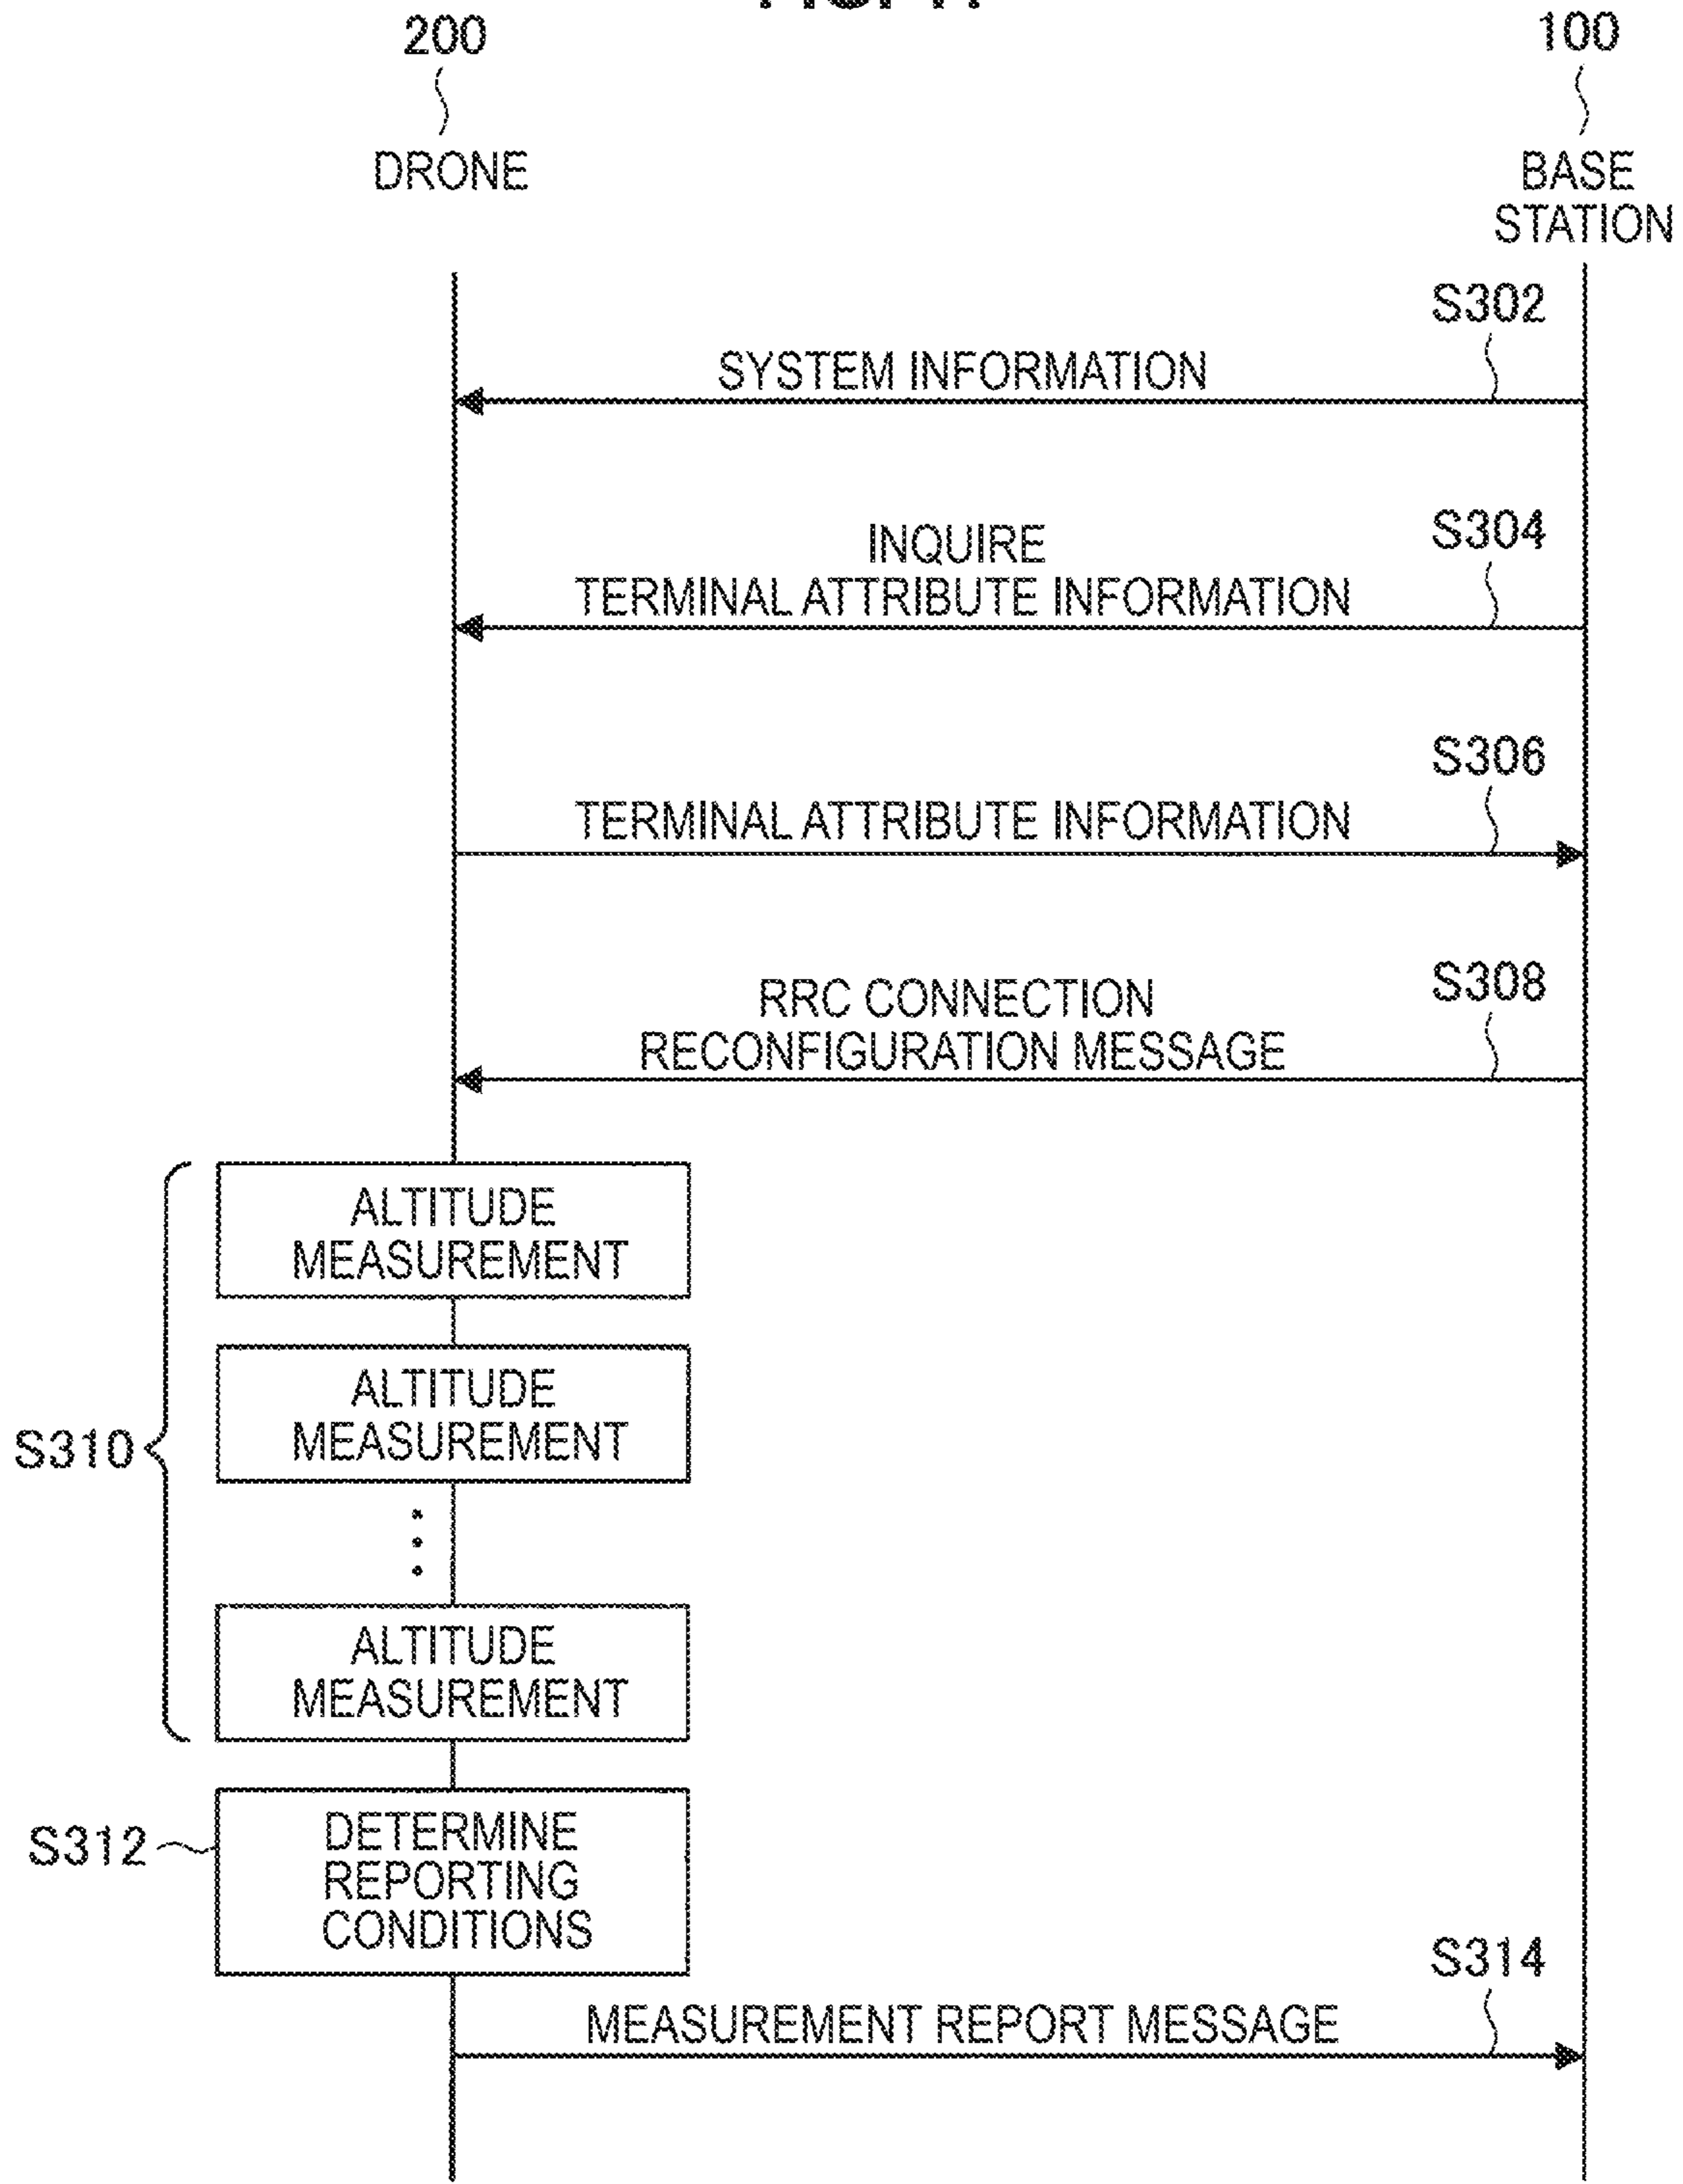 200
100
DRONE
BASE
STATION
S302
SYSTEM INFORMATION
S304
INQUIRE
TERMINAL ATTRIBUTE INFORMATION
S306
TERMINAL ATTRIBUTE INFORMATION
S308
RRC CONNECTION
RECONFIGURATION MESSAGE
ALTITUDE
MEASUREMENT
ALTITUDE
MEASUREMENT
S310
ALTITUDE
MEASUREMENT
S312
DETERMINE
REPORTING
CONDITIONS
S314
MEASUREMENT REPORT MESSAGE